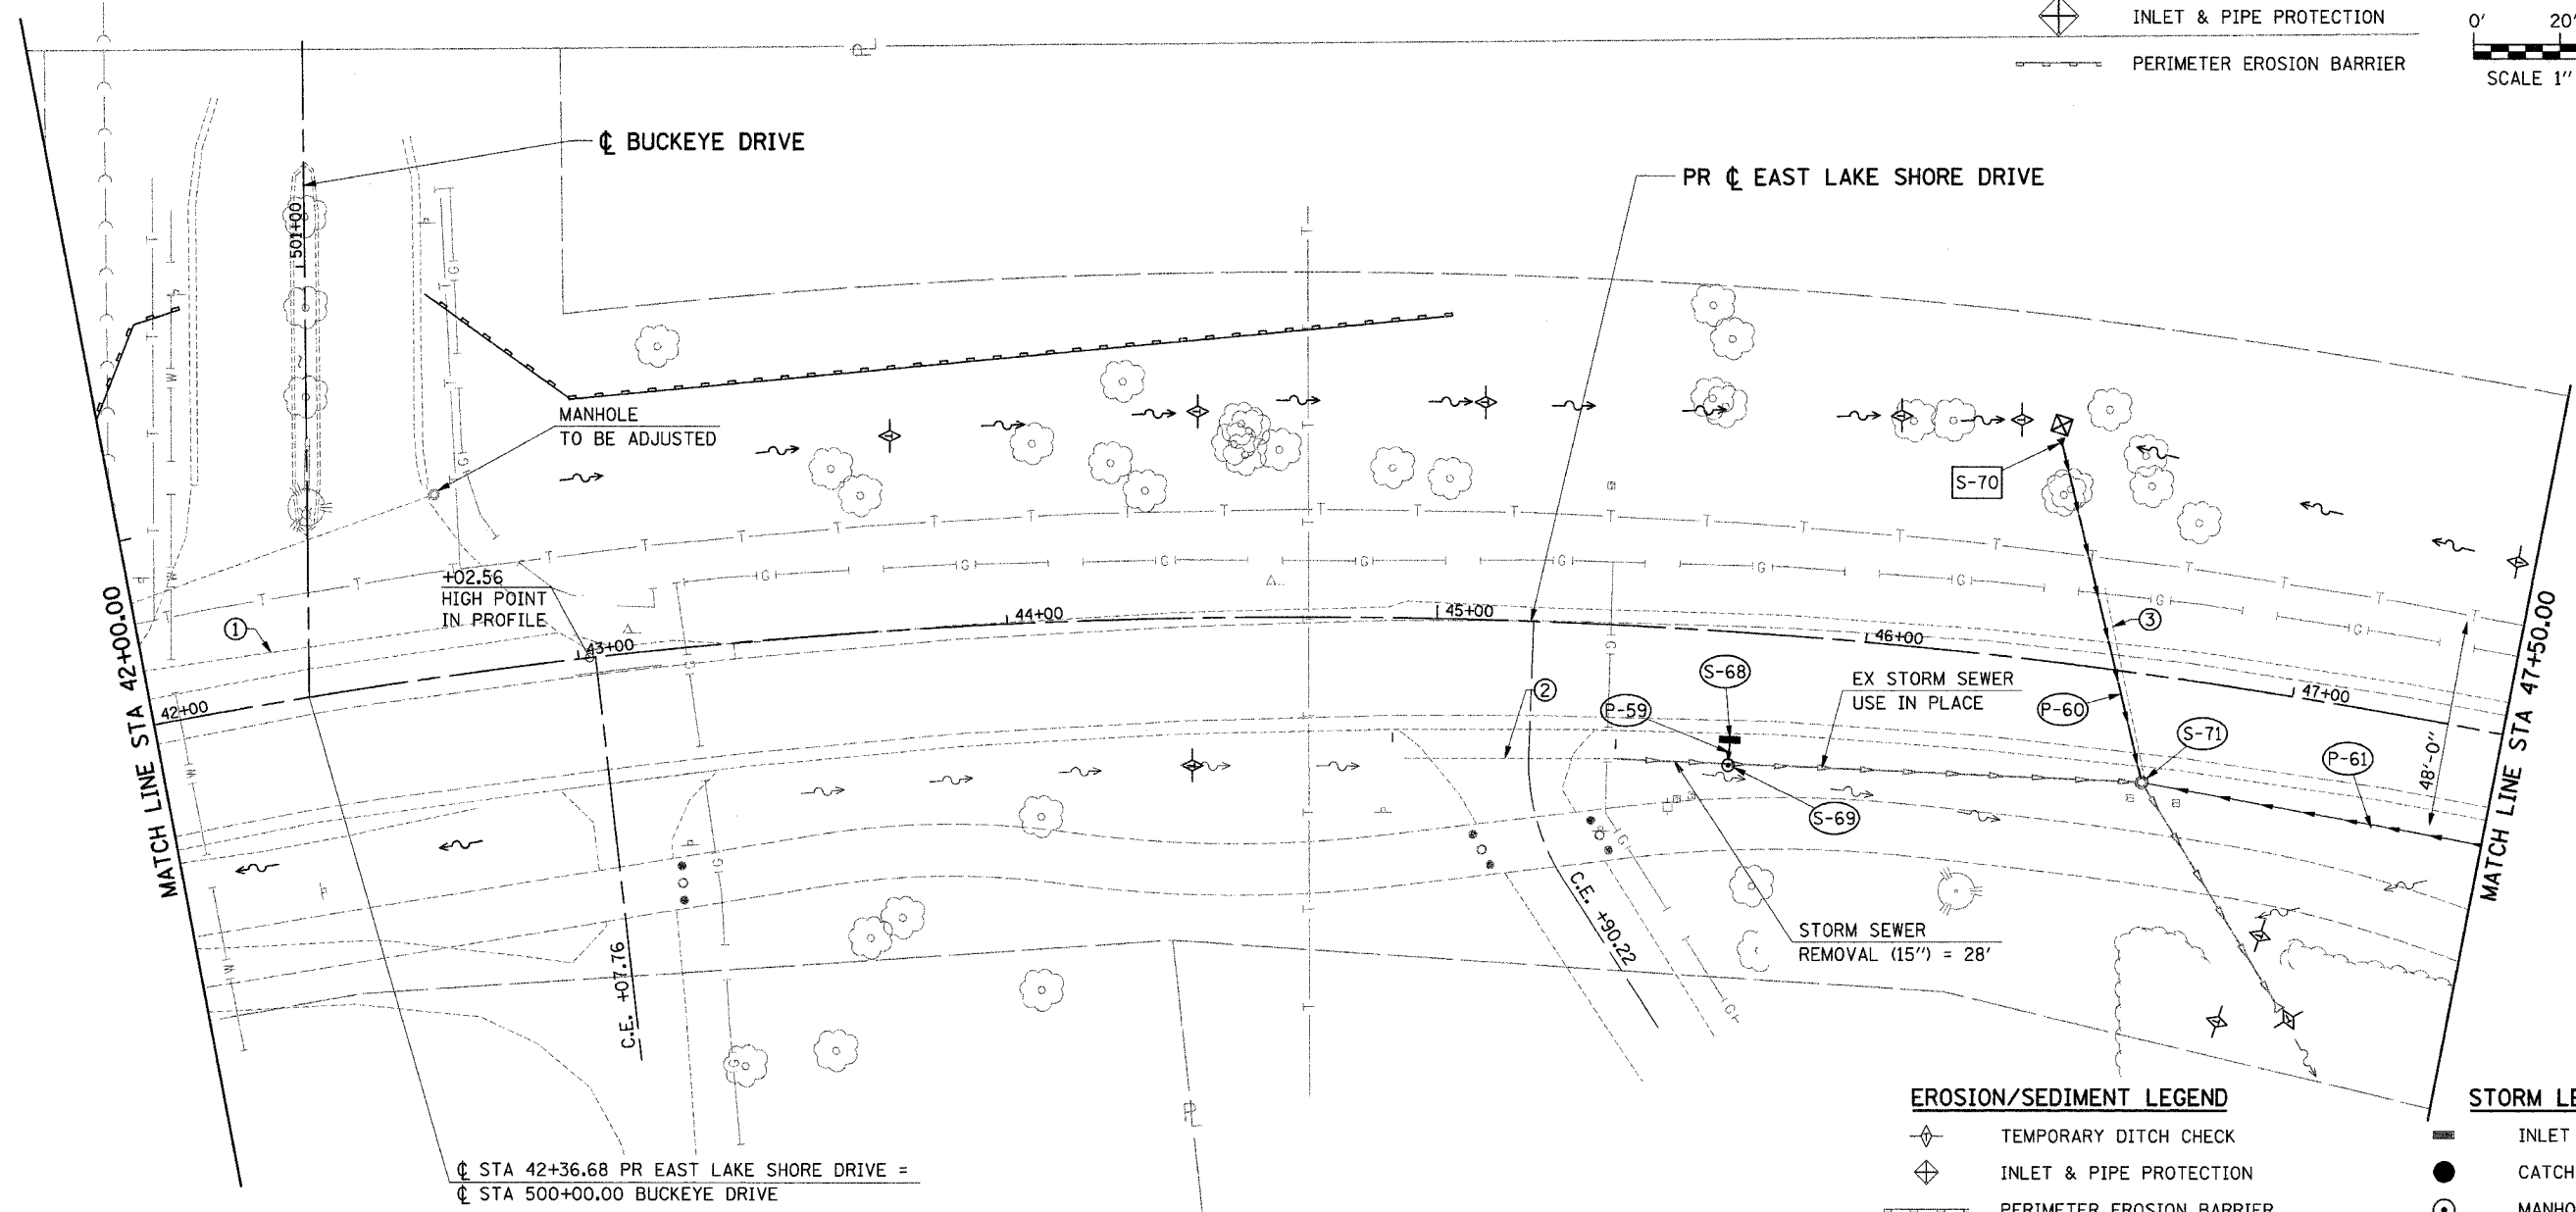 INLET & PIPE PROTECTION
PERIMETER EROSION BARRIER
0' 20'
SCALE 1"
℄ BUCKEYE DRIVE
PR ℄ EAST LAKE SHORE DRIVE
501+00
MANHOLE
TO BE ADJUSTED
+02.56
HIGH POINT
IN PROFILE
MATCH LINE STA 42+00.00
42+00
43+00
44+00
45+00
46+00
47+00
MATCH LINE STA 47+50.00
1
2
3
S-70
S-68
P-59
EX STORM SEWER
USE IN PLACE
P-60
S-71
P-61
48'-0"
S-69
STORM SEWER
REMOVAL (15") = 28'
C.E. +07.76
C.E. +90.22
℄ STA 42+36.68 PR EAST LAKE SHORE DRIVE =
℄ STA 500+00.00 BUCKEYE DRIVE
EROSION/SEDIMENT LEGEND
TEMPORARY DITCH CHECK
INLET & PIPE PROTECTION
PERIMETER EROSION BARRIER
STORM LE
INLET
CATCH
MANHO